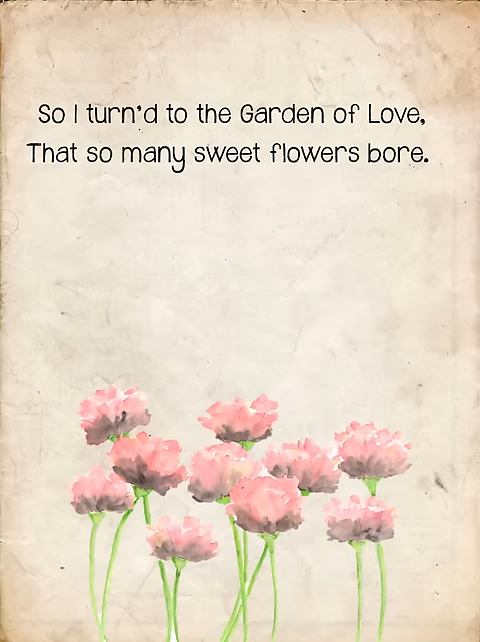 So I turn'd to the Garden of Love,
That so many sweet flowers bore.